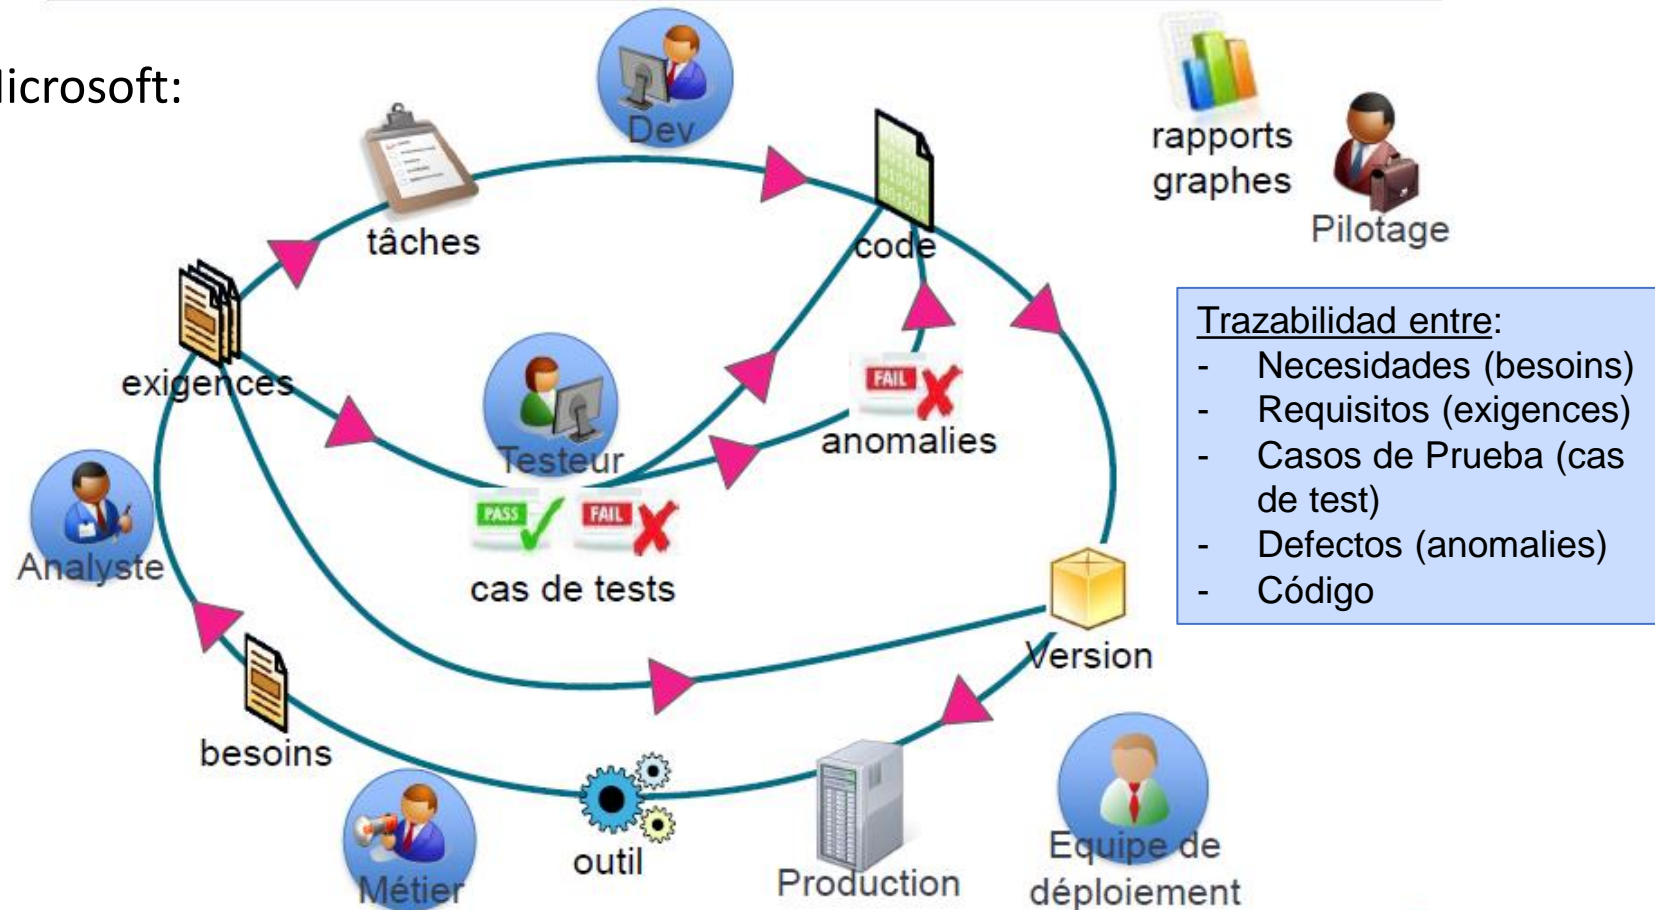 licrosoft:
Dev
rapports
graphes
Pilotage
tâches
code
Trazabilidad entre:
- Necesidades (besoins)
- Requisitos (exigences)
- Casos de Prueba (cas
de test)
- Defectos (anomalies)
- Código
exigences
FAIL
anomalies
Testeur
PASS
FAIL
cas de tests
Analyste
Version
besoins
outil
Métier
Production
Equipe de
déploiement